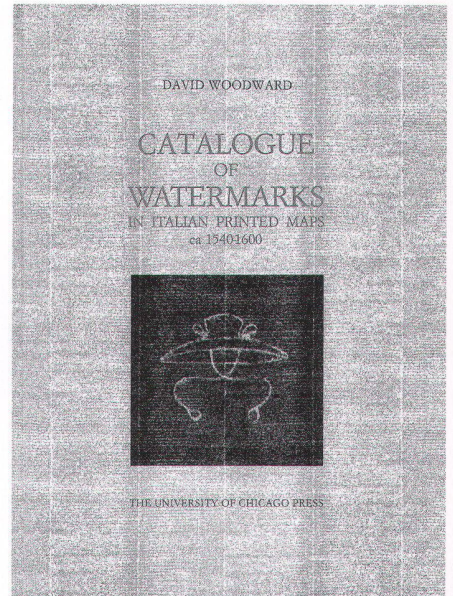 DAVID WOODWARD
CATALOGUE
OF
WATERMARKS
IN ITALIAN PRINTED MAPS
ca 1540-1600
THE UNIVERSITY OF CHICAGO PRESS